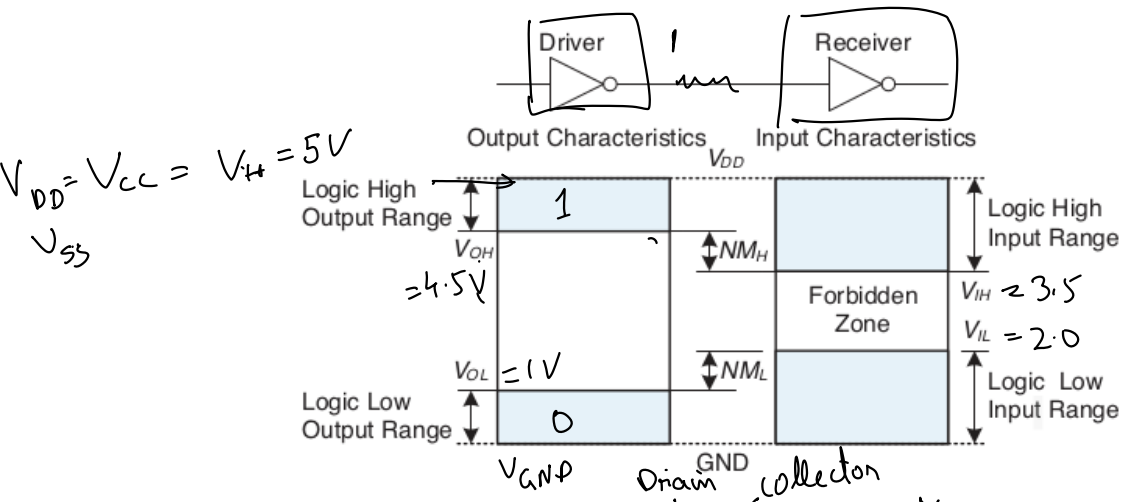 Driver
1
Receiver
Output Characteristics
Input Characteristics
V_DD = V_CC = V_H = 5V
V_SS
V_DD
Logic High
Output Range
1
Logic High
Input Range
V_OH
= 4.5V
NM_H
Forbidden
Zone
V_IH = 3.5
V_IL = 2.0
V_OL = 1V
NM_L
Logic Low
Output Range
0
Logic Low
Input Range
V_GND
GND
Drain
collector